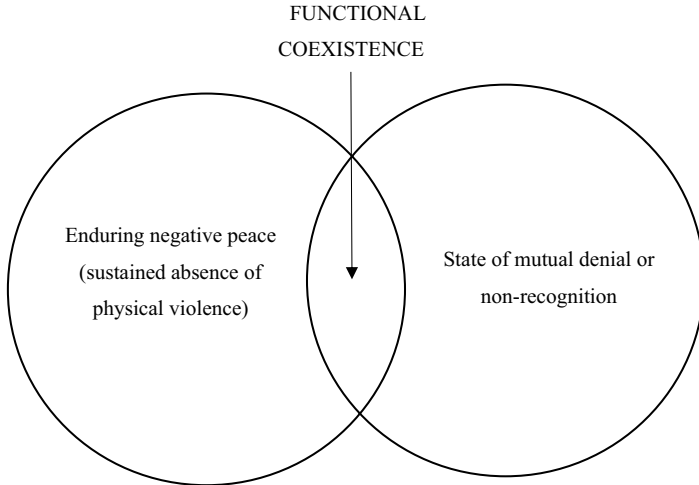 FUNCTIONAL
COEXISTENCE
Enduring negative peace
(sustained absence of
physical violence)
State of mutual denial or
non-recognition